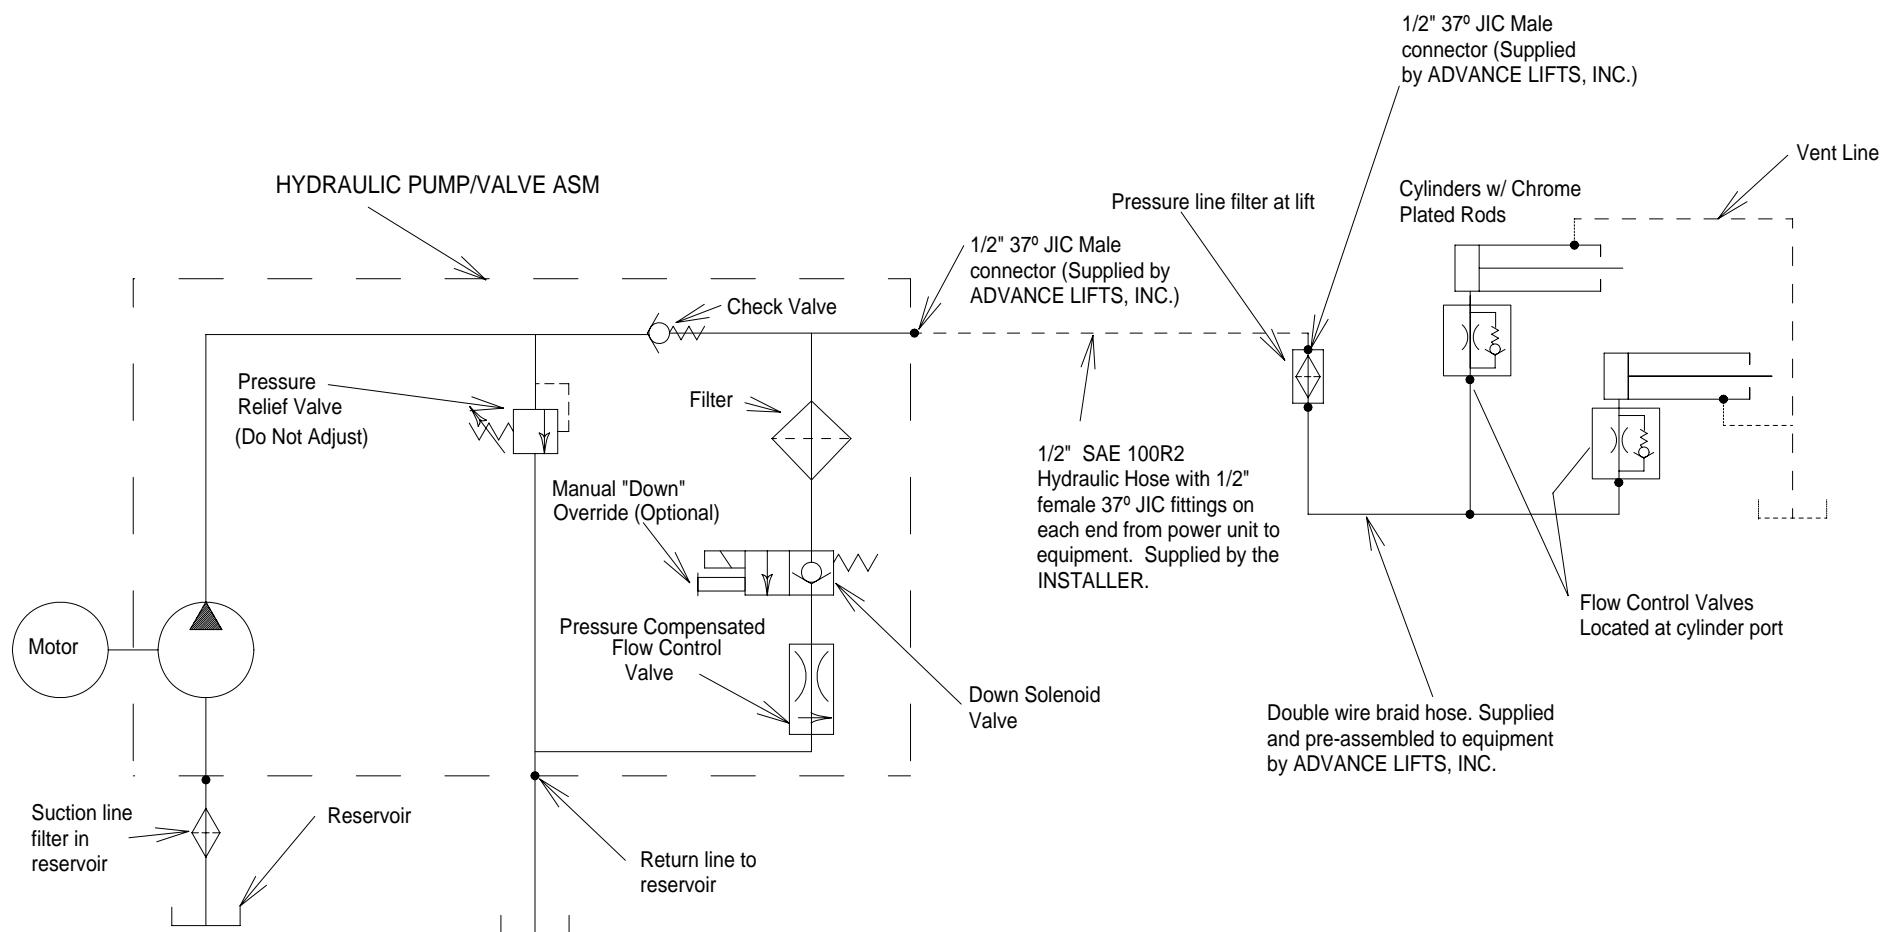 1/2" 37º JIC Male
connector (Supplied
by ADVANCE LIFTS, INC.)
Vent Line
HYDRAULIC PUMP/VALVE ASM
Cylinders w/ Chrome
Plated Rods
Pressure line filter at lift
1/2" 37º JIC Male
connector (Supplied by
ADVANCE LIFTS, INC.)
Check Valve
Pressure
Relief Valve
(Do Not Adjust)
Filter
1/2" SAE 100R2
Hydraulic Hose with 1/2"
female 37º JIC fittings on
each end from power unit to
equipment. Supplied by the
INSTALLER.
Manual "Down"
Override (Optional)
Flow Control Valves
Located at cylinder port
Motor
Pressure Compensated
Flow Control
Valve
Down Solenoid
Valve
Double wire braid hose. Supplied
and pre-assembled to equipment
by ADVANCE LIFTS, INC.
Suction line
filter in
reservoir
Reservoir
Return line to
reservoir